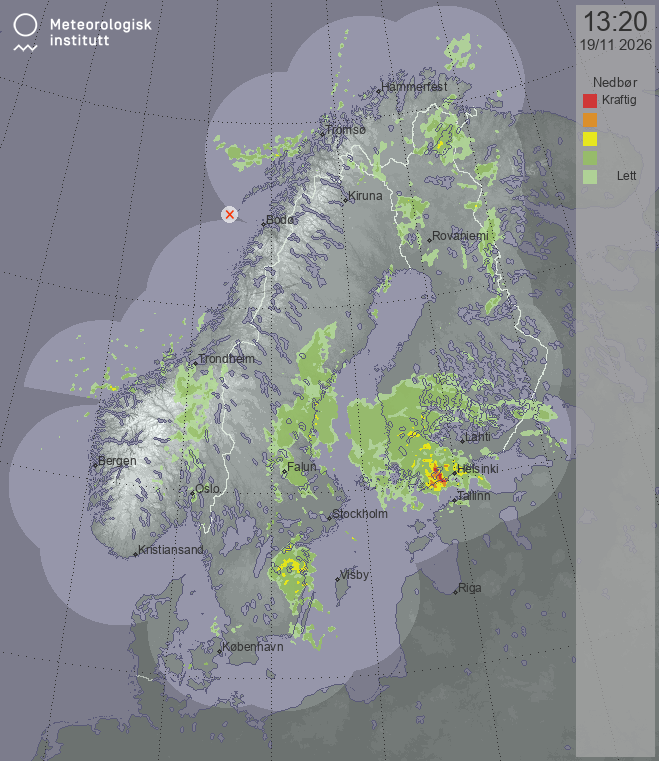 Meteorologisk
institutt
13:20
19/11 2026
Nedbør
Kraftig
Lett
Hammerfest
Tromsø
Kiruna
Bodø
Rovaniemi
Trondheim
Lahti
Bergen
Falun
Helsinki
Oslo
Tallinn
Stockholm
Kristiansand
Visby
Riga
København